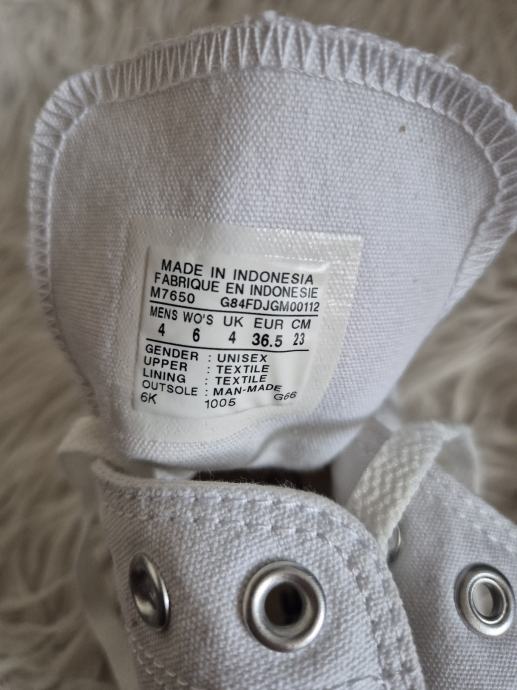 MADE IN INDONESIA
FABRIQUE EN INDONESIE
M7650 G84FDJGM00112
MENS WO'S UK EUR CM
4 6 4 36.5 23
GENDER : UNISEX
UPPER : TEXTILE
LINING : TEXTILE
OUTSOLE : MAN-MADE
6K 1005 G66